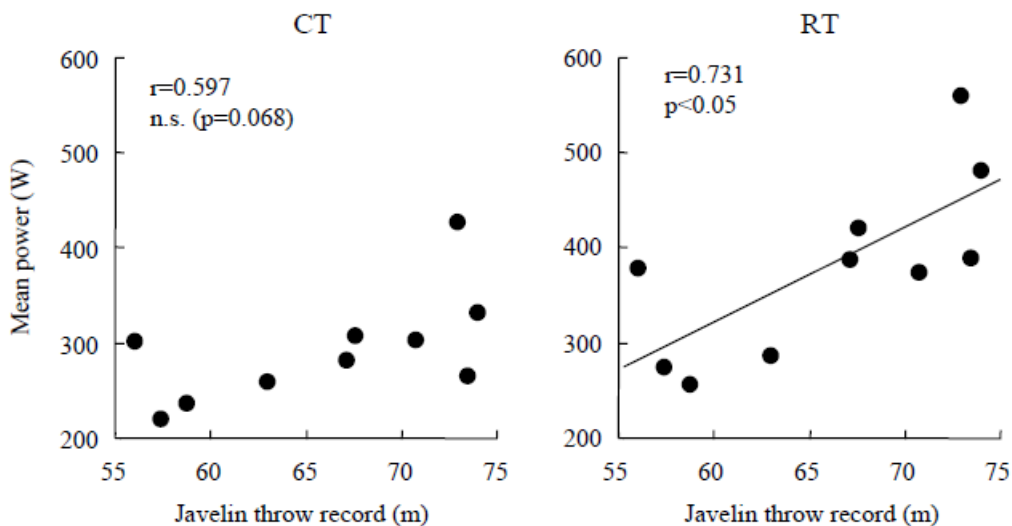 CT
r=0.597
n.s. (p=0.068)
Mean power (W)
600
500
400
300
200
55 60 65 70 75
Javelin throw record (m)
RT
r=0.731
p<0.05
600
500
400
300
200
55 60 65 70 75
Javelin throw record (m)